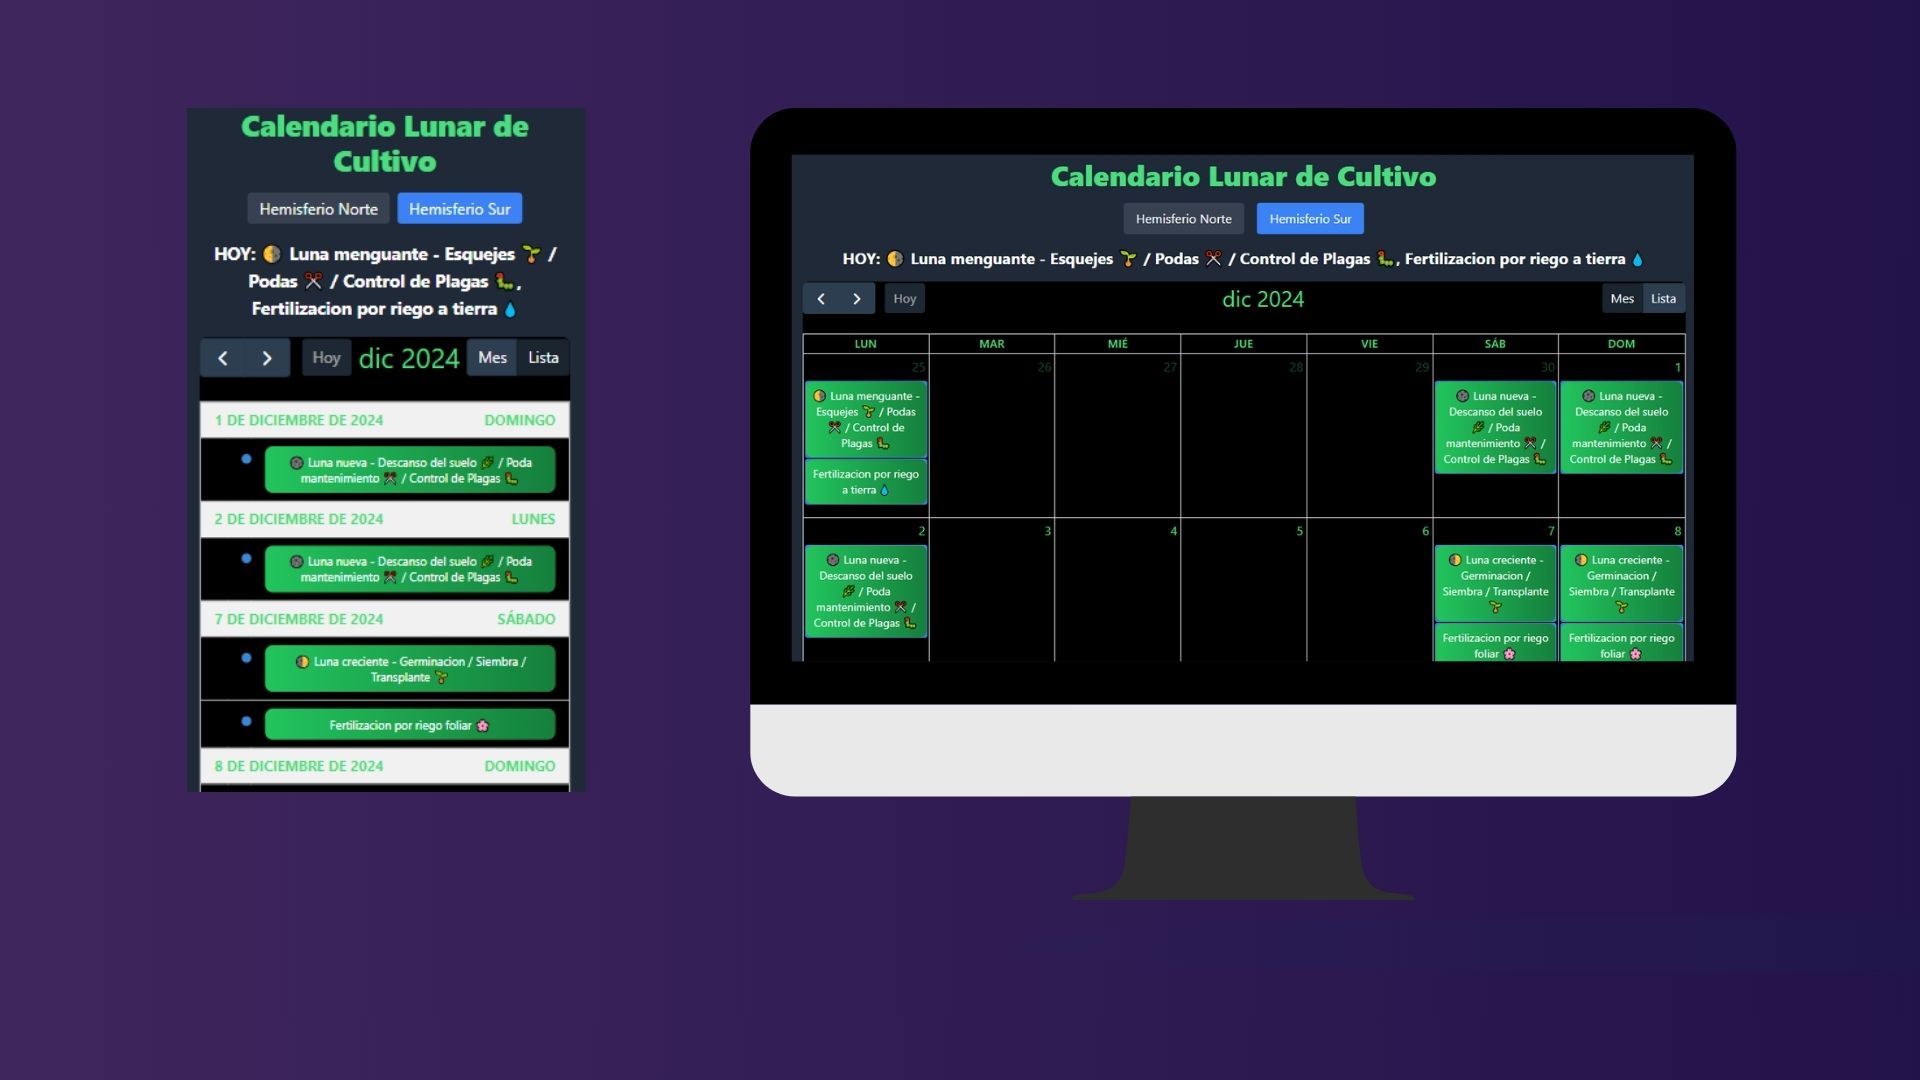 Calendario Lunar de
Cultivo
Hemisferio Norte Hemisferio Sur
HOY: 🌗 Luna menguante - Esquejes 🌱 /
Podas ✂️ / Control de Plagas 🐛,
Fertilizacion por riego a tierra 💧
< > Hoy dic 2024 Mes Lista
1 DE DICIEMBRE DE 2024 DOMINGO
🌑 Luna nueva - Descanso del suelo 🌿 / Poda
mantenimiento ✂️ / Control de Plagas 🐛
2 DE DICIEMBRE DE 2024 LUNES
🌑 Luna nueva - Descanso del suelo 🌿 / Poda
mantenimiento ✂️ / Control de Plagas 🐛
7 DE DICIEMBRE DE 2024 SÁBADO
🌓 Luna creciente - Germinacion / Siembra /
Transplante 🌱
Fertilizacion por riego foliar 🌸
8 DE DICIEMBRE DE 2024 DOMINGO
Calendario Lunar de Cultivo
Hemisferio Norte Hemisferio Sur
HOY: 🌗 Luna menguante - Esquejes 🌱 / Podas ✂️ / Control de Plagas 🐛, Fertilizacion por riego a tierra 💧
< > Hoy dic 2024 Mes Lista
LUN MAR MIÉ JUE VIE SÁB DOM
25 26 27 28 29 30 1
🌗 Luna menguante -
Esquejes 🌱 / Podas
✂️ / Control de
Plagas 🐛
Fertilizacion por riego
a tierra 💧
🌑 Luna nueva -
Descanso del suelo
🌿 / Poda
mantenimiento ✂️ /
Control de Plagas 🐛
🌑 Luna nueva -
Descanso del suelo
🌿 / Poda
mantenimiento ✂️ /
Control de Plagas 🐛
2 3 4 5 6 7 8
🌑 Luna nueva -
Descanso del suelo
🌿 / Poda
mantenimiento ✂️ /
Control de Plagas 🐛
🌓 Luna creciente -
Germinacion /
Siembra / Transplante
🌱
Fertilizacion por riego
foliar 🌸
🌓 Luna creciente -
Germinacion /
Siembra / Transplante
🌱
Fertilizacion por riego
foliar 🌸